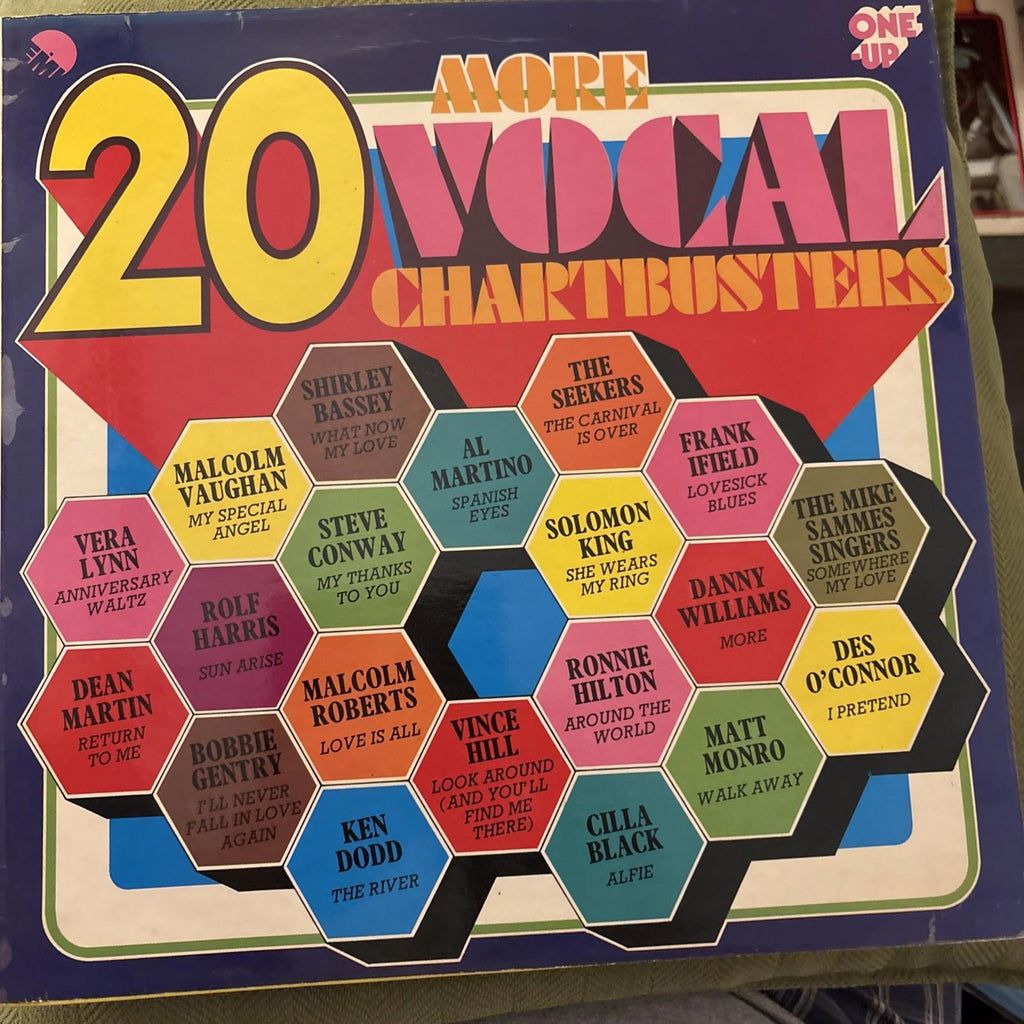 EMI
ONE
-UP
20
MORE
VOCAL
CHARTBUSTERS
SHIRLEY
BASSEY
WHAT NOW
MY LOVE
THE
SEEKERS
THE CARNIVAL
IS OVER
MALCOLM
VAUGHAN
MY SPECIAL
ANGEL
AL
MARTINO
SPANISH
EYES
FRANK
IFIELD
LOVESICK
BLUES
VERA
LYNN
ANNIVERSARY
WALTZ
STEVE
CONWAY
MY THANKS
TO YOU
SOLOMON
KING
SHE WEARS
MY RING
THE MIKE
SAMMES
SINGERS
SOMEWHERE
MY LOVE
ROLF
HARRIS
SUN ARISE
DANNY
WILLIAMS
MORE
DEAN
MARTIN
RETURN
TO ME
MALCOLM
ROBERTS
LOVE IS ALL
RONNIE
HILTON
AROUND THE
WORLD
DES
O'CONNOR
I PRETEND
BOBBIE
GENTRY
I'LL NEVER
FALL IN LOVE
AGAIN
VINCE
HILL
LOOK AROUND
(AND YOU'LL
FIND ME
THERE)
MATT
MONRO
WALK AWAY
KEN
DODD
THE RIVER
CILLA
BLACK
ALFIE